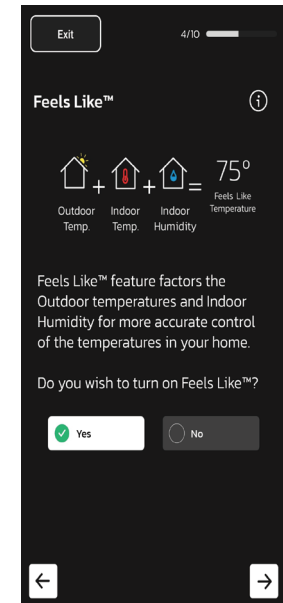 Exit
4/10
Feels Like™
75°
Feels Like
Temperature
Outdoor
Temp.
Indoor
Temp.
Indoor
Humidity
Feels Like™ feature factors the
Outdoor temperatures and Indoor
Humidity for more accurate control
of the temperatures in your home.
Do you wish to turn on Feels Like™?
Yes
No